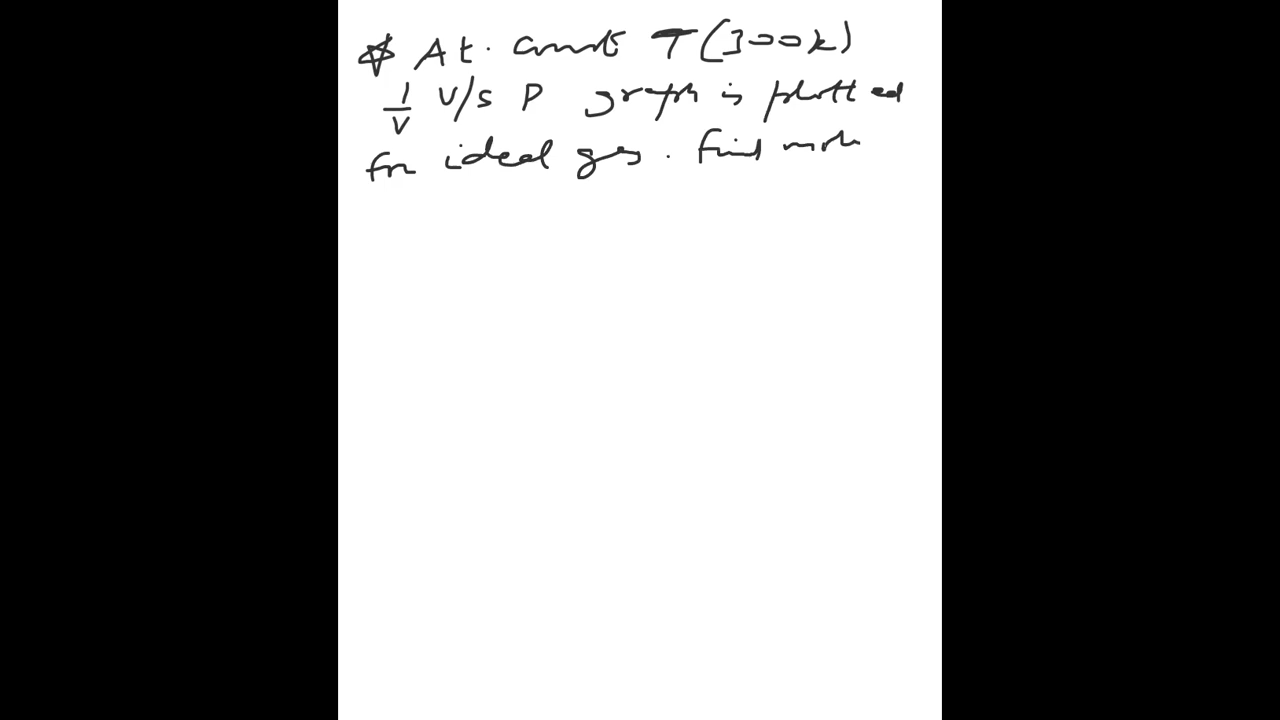 ☆ At. const T(300k)
1/V v/s P graph is plotted
for ideal gas. Find mole